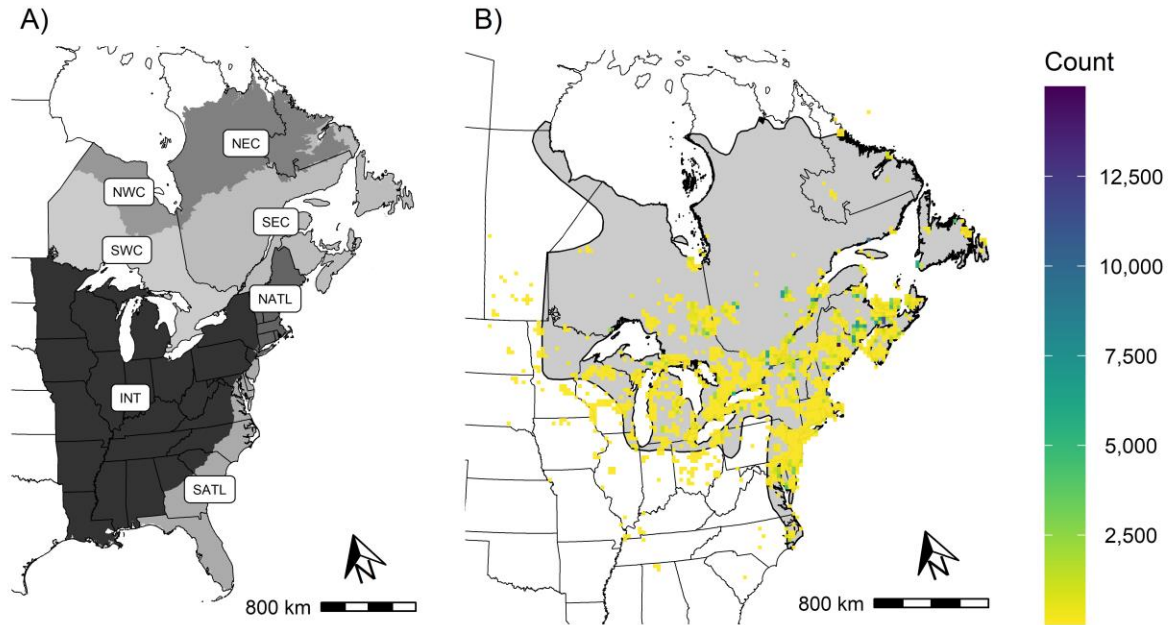 A)
NEC
NWC
SEC
SWC
NATL
INT
SATL
N
800 km
B)
N
800 km
Count
12,500
10,000
7,500
5,000
2,500